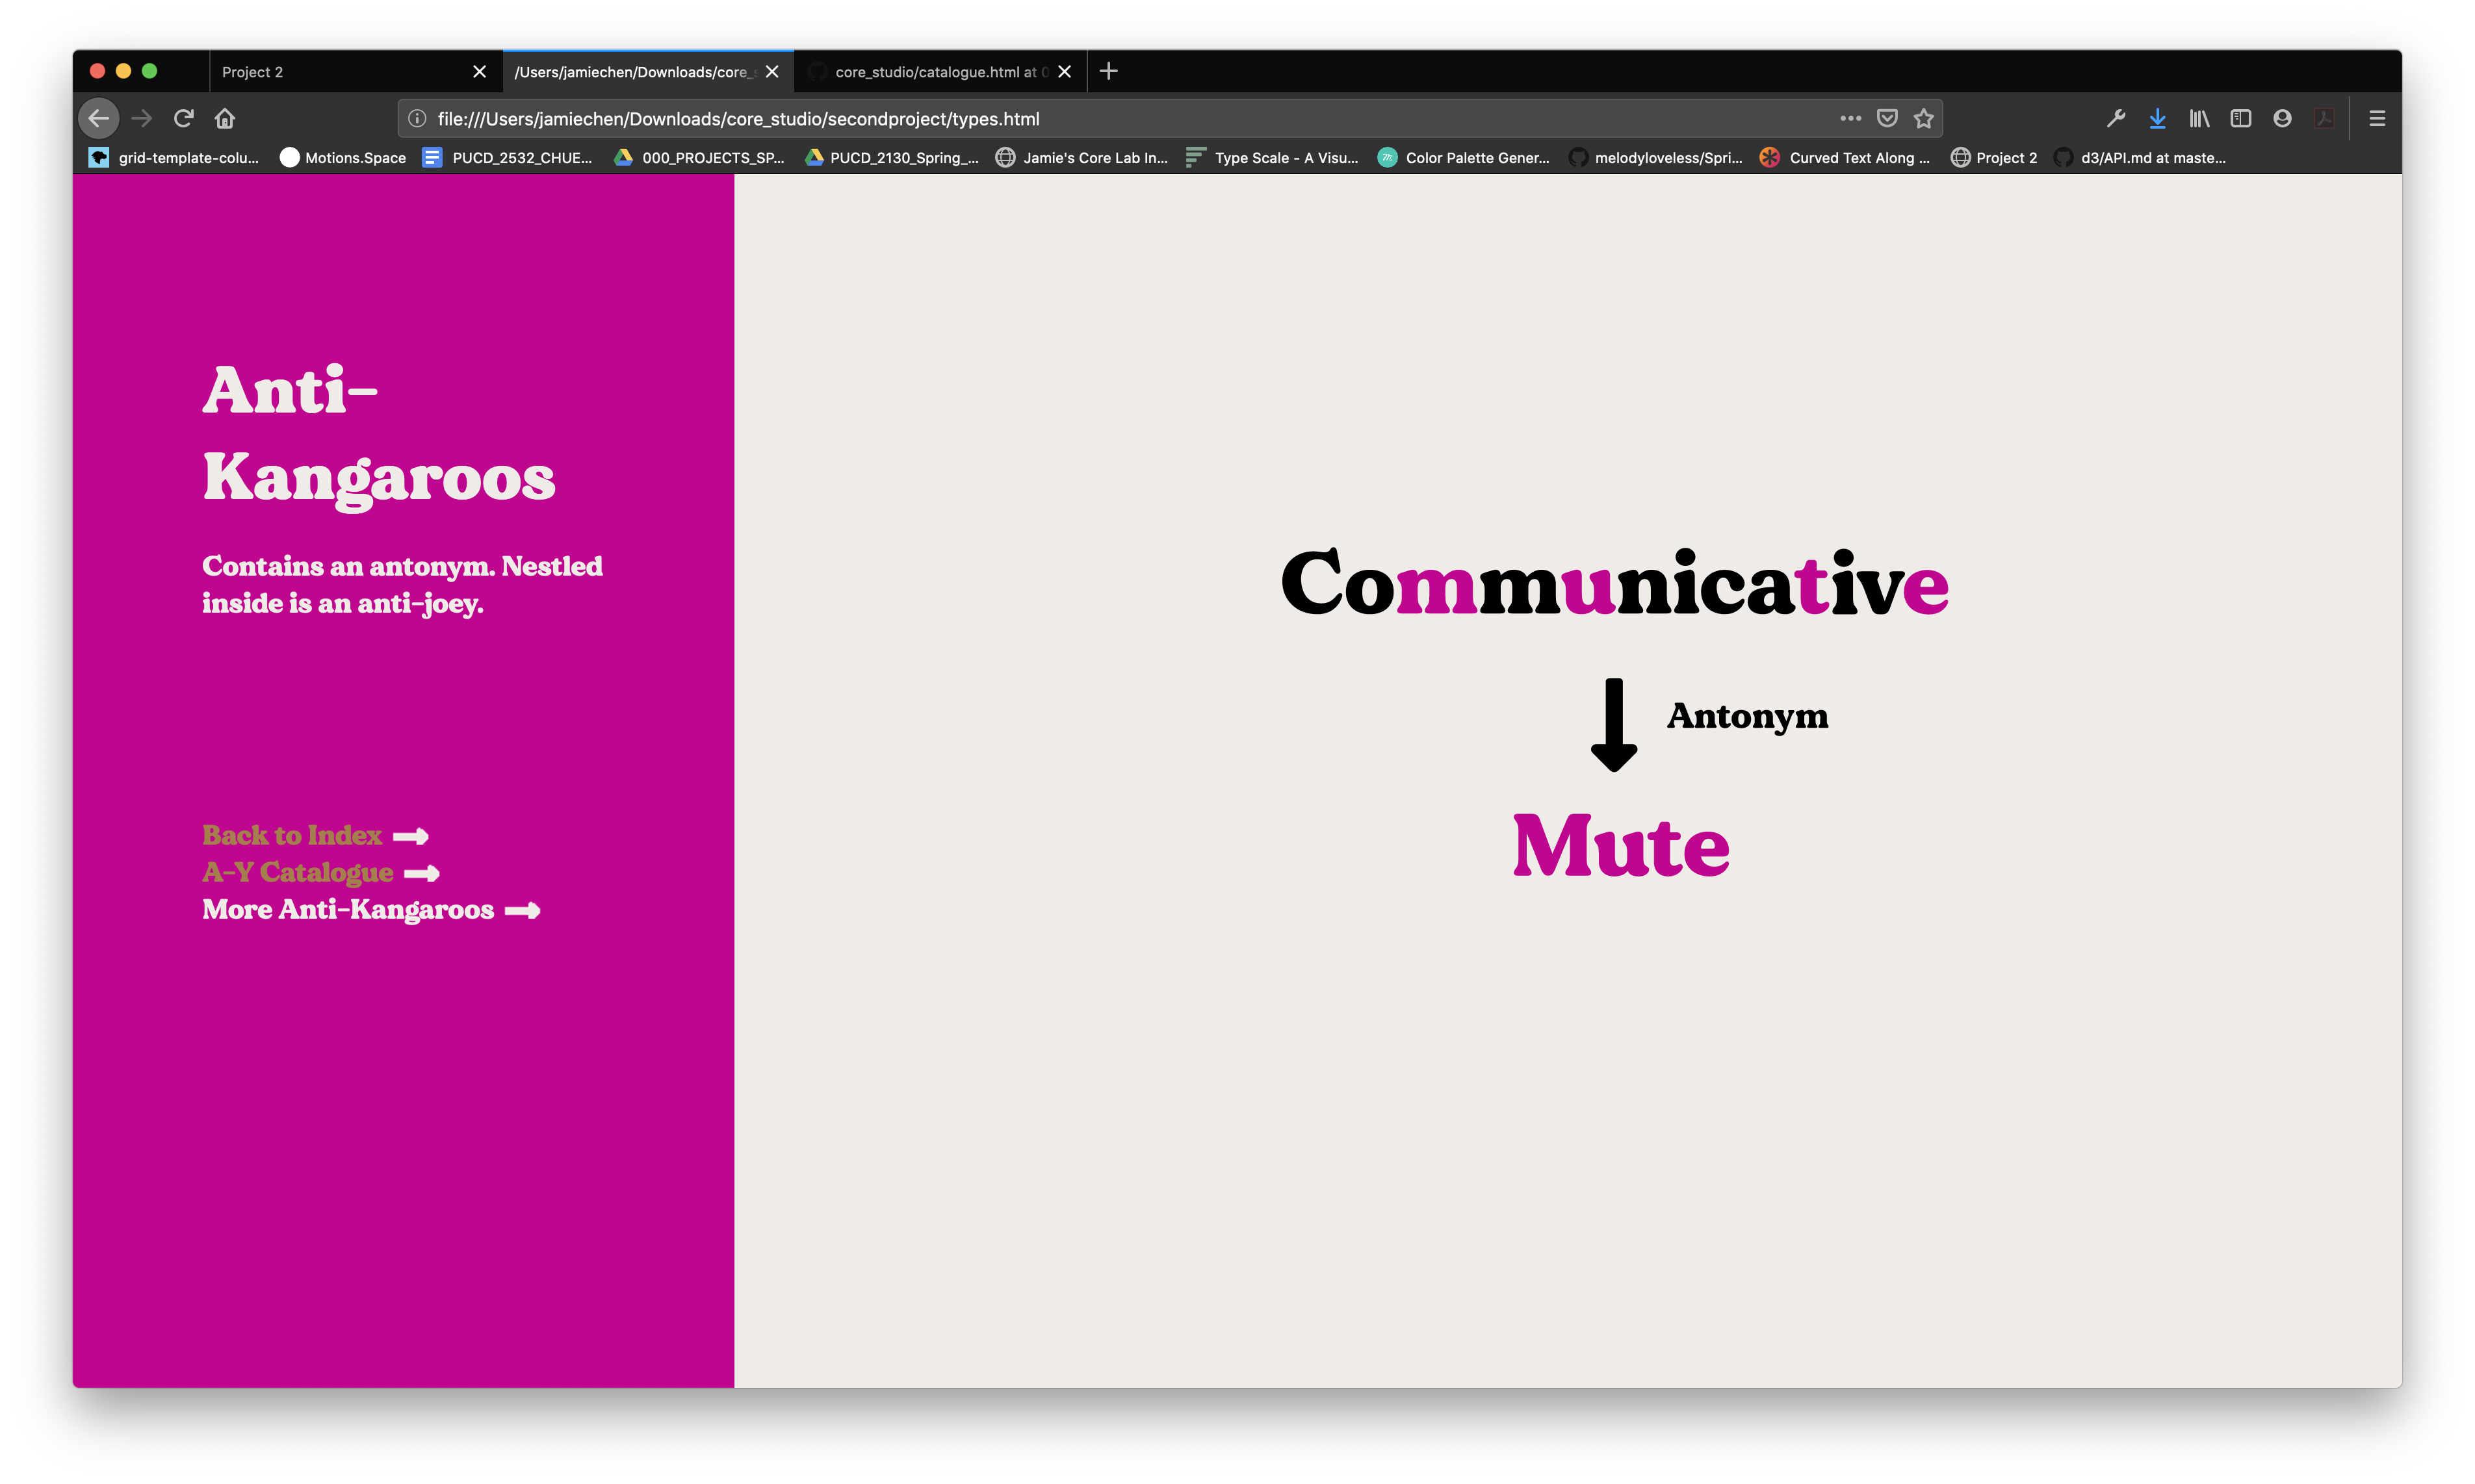 Project 2
/Users/jamiechen/Downloads/core_s
core_studio/catalogue.html at 0
file:///Users/jamiechen/Downloads/core_studio/secondproject/types.html
grid-template-colu... Motions.Space PUCD_2532_CHUE... 000_PROJECTS_SP... PUCD_2130_Spring_... Jamie's Core Lab In... Type Scale - A Visu... Color Palette Gener... melodyloveless/Spri... Curved Text Along ... Project 2 d3/API.md at maste...
Anti-
Kangaroos
Contains an antonym. Nestled
inside is an anti-joey.
Back to Index
A-Y Catalogue
More Anti-Kangaroos
Communicative
Antonym
Mute